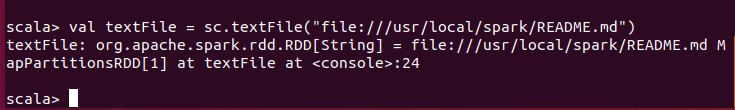 scala> val textFile = sc.textFile("file:///usr/local/spark/README.md")
textFile: org.apache.spark.rdd.RDD[String] = file:///usr/local/spark/README.md M
apPartitionsRDD[1] at textFile at <console>:24
scala>